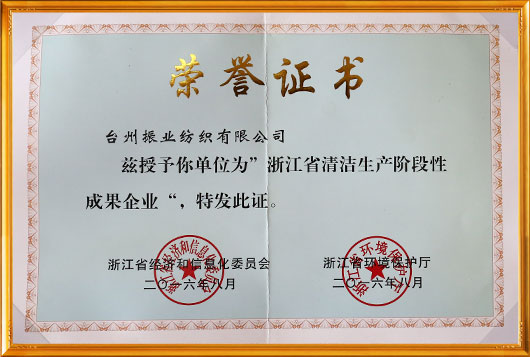 荣誉证书
台州振业纺织有限公司
兹授予你单位为”浙江省清洁生产阶段性
成果企业“，特发此证。
浙江省经济和信息化委员会 浙江省环境保护厅
二〇一六年八月 二〇一六年八月